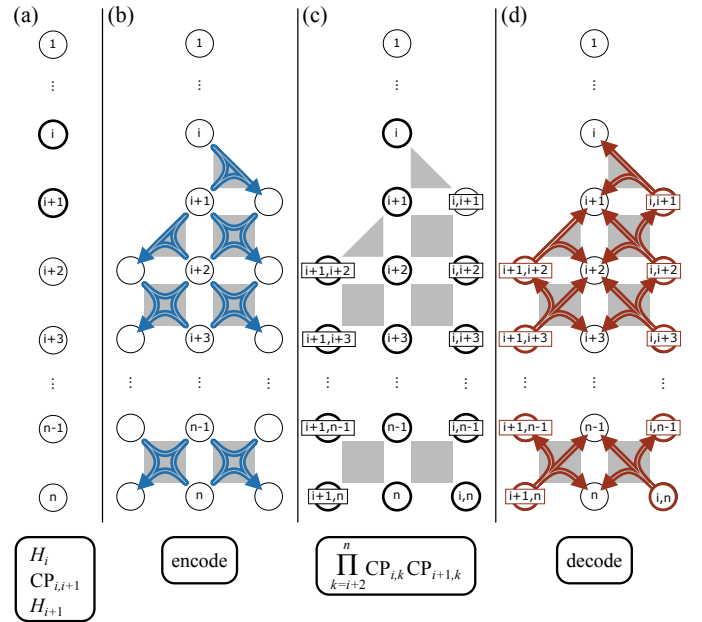 (a) (b) (c) (d)
1 1 1 1
⋮ ⋮ ⋮ ⋮
i i i i
i+1 i+1 i+1 i,i+1 i+1 i,i+1
i+2 i+2 i+1,i+2 i+2 i,i+2 i+1,i+2 i+2 i,i+2
i+3 i+3 i+1,i+3 i+3 i,i+3 i+1,i+3 i+3 i,i+3
⋮ ⋮ ⋮ ⋮ ⋮ ⋮ ⋮ ⋮ ⋮ ⋮
n-1 n-1 i+1,n-1 n-1 i,n-1 i+1,n-1 n-1 i,n-1
n n i+1,n n i,n i+1,n n i,n
H_i
CP_{i,i+1}
H_{i+1}
encode
∏_{k=i+2}^{n} CP_{i,k} CP_{i+1,k}
decode